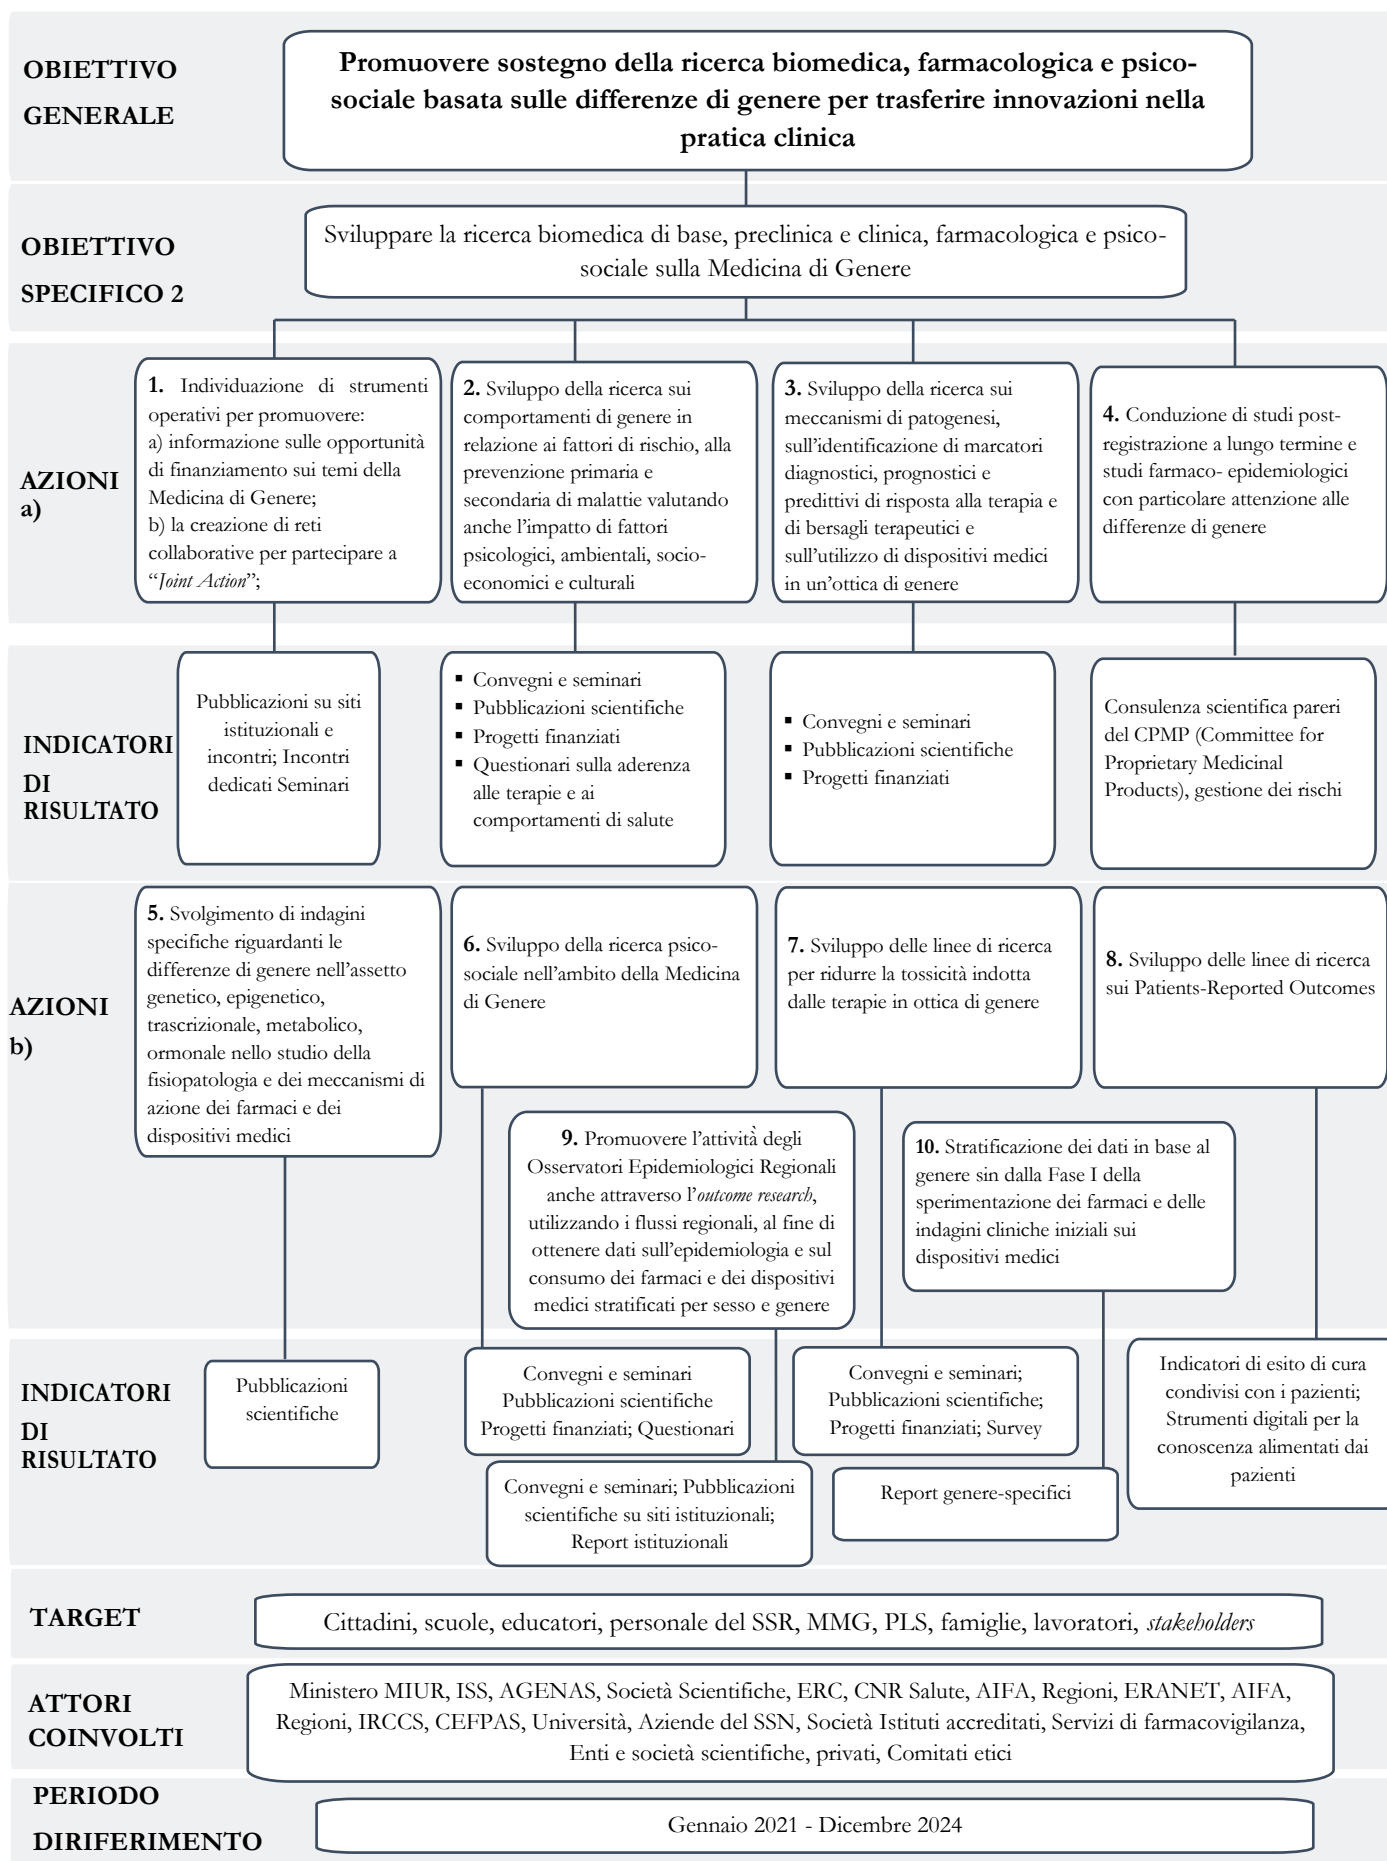 OBIETTIVO
GENERALE
Promuovere sostegno della ricerca biomedica, farmacologica e psico-
sociale basata sulle differenze di genere per trasferire innovazioni nella
pratica clinica
OBIETTIVO
SPECIFICO 2
Sviluppare la ricerca biomedica di base, preclinica e clinica, farmacologica e psico-
sociale sulla Medicina di Genere
AZIONI
a)
1. Individuazione di strumenti
operativi per promuovere:
a) informazione sulle opportunità
di finanziamento sui temi della
Medicina di Genere;
b) la creazione di reti
collaborative per partecipare a
“Joint Action”;
2. Sviluppo della ricerca sui
comportamenti di genere in
relazione ai fattori di rischio, alla
prevenzione primaria e
secondaria di malattie valutando
anche l’impatto di fattori
psicologici, ambientali, socio-
economici e culturali
3. Sviluppo della ricerca sui
meccanismi di patogenesi,
sull’identificazione di marcatori
diagnostici, prognostici e
predittivi di risposta alla terapia e
di bersagli terapeutici e
sull’utilizzo di dispositivi medici
in un’ottica di genere
4. Conduzione di studi post-
registrazione a lungo termine e
studi farmaco- epidemiologici
con particolare attenzione alle
differenze di genere
INDICATORI
DI
RISULTATO
Pubblicazioni su siti
istituzionali e
incontri; Incontri
dedicati Seminari
▪ Convegni e seminari
▪ Pubblicazioni scientifiche
▪ Progetti finanziati
▪ Questionari sulla aderenza
alle terapie e ai
comportamenti di salute
▪ Convegni e seminari
▪ Pubblicazioni scientifiche
▪ Progetti finanziati
Consulenza scientifica pareri
del CPMP (Committee for
Proprietary Medicinal
Products), gestione dei rischi
AZIONI
b)
5. Svolgimento di indagini
specifiche riguardanti le
differenze di genere nell’assetto
genetico, epigenetico,
trascrizionale, metabolico,
ormonale nello studio della
fisiopatologia e dei meccanismi di
azione dei farmaci e dei
dispositivi medici
6. Sviluppo della ricerca psico-
sociale nell’ambito della Medicina
di Genere
7. Sviluppo delle linee di ricerca
per ridurre la tossicità indotta
dalle terapie in ottica di genere
8. Sviluppo delle linee di ricerca
sui Patients-Reported Outcomes
9. Promuovere l’attività̀ degli
Osservatori Epidemiologici Regionali
anche attraverso l’outcome research,
utilizzando i flussi regionali, al fine di
ottenere dati sull’epidemiologia e sul
consumo dei farmaci e dei dispositivi
medici stratificati per sesso e genere
10. Stratificazione dei dati in base al
genere sin dalla Fase I della
sperimentazione dei farmaci e delle
indagini cliniche iniziali sui
dispositivi medici
INDICATORI
DI
RISULTATO
Pubblicazioni
scientifiche
Convegni e seminari
Pubblicazioni scientifiche
Progetti finanziati; Questionari
Convegni e seminari; Pubblicazioni
scientifiche su siti istituzionali;
Report istituzionali
Convegni e seminari;
Pubblicazioni scientifiche;
Progetti finanziati; Survey
Report genere-specifici
Indicatori di esito di cura
condivisi con i pazienti;
Strumenti digitali per la
conoscenza alimentati dai
pazienti
TARGET
Cittadini, scuole, educatori, personale del SSR, MMG, PLS, famiglie, lavoratori, stakeholders
ATTORI
COINVOLTI
Ministero MIUR, ISS, AGENAS, Società Scientifiche, ERC, CNR Salute, AIFA, Regioni, ERANET, AIFA,
Regioni, IRCCS, CEFPAS, Università, Aziende del SSN, Società Istituti accreditati, Servizi di farmacovigilanza,
Enti e società scientifiche, privati, Comitati etici
PERIODO
DIRIFERIMENTO
Gennaio 2021 - Dicembre 2024